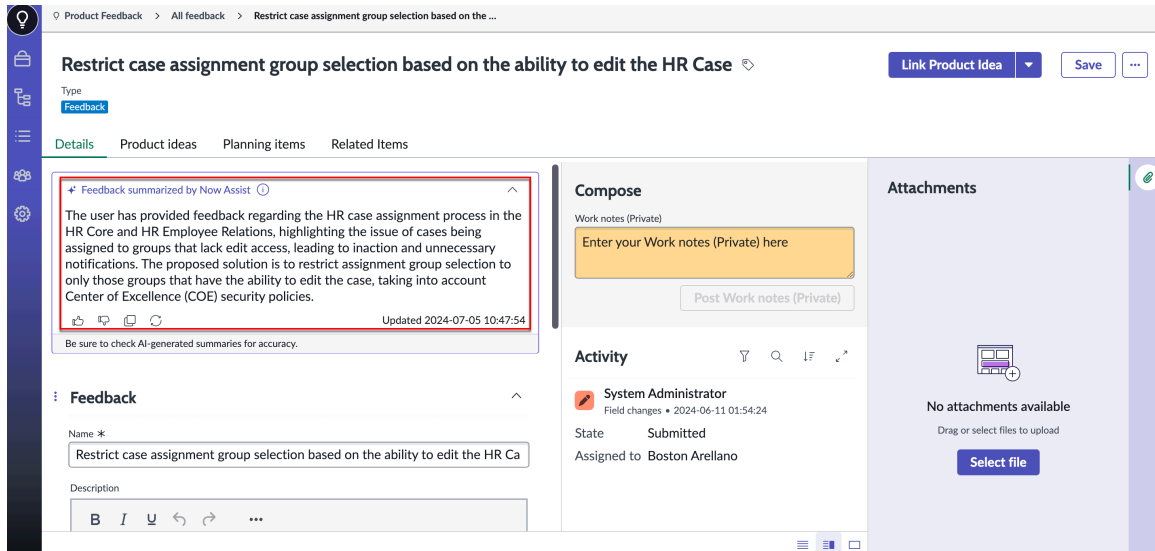 Product Feedback > All feedback > Restrict case assignment group selection based on the ...
Restrict case assignment group selection based on the ability to edit the HR Case
Link Product Idea
Save
Type
Feedback
Details Product ideas Planning items Related Items
Feedback summarized by Now Assist
The user has provided feedback regarding the HR case assignment process in the
HR Core and HR Employee Relations, highlighting the issue of cases being
assigned to groups that lack edit access, leading to inaction and unnecessary
notifications. The proposed solution is to restrict assignment group selection to
only those groups that have the ability to edit the case, taking into account
Center of Excellence (COE) security policies.
Updated 2024-07-05 10:47:54
Be sure to check AI-generated summaries for accuracy.
Feedback
Name *
Restrict case assignment group selection based on the ability to edit the HR Ca
Description
B I U ...
Compose
Work notes (Private)
Enter your Work notes (Private) here
Post Work notes (Private)
Activity
System Administrator
Field changes • 2024-06-11 01:54:24
State Submitted
Assigned to Boston Arellano
Attachments
No attachments available
Drag or select files to upload
Select file